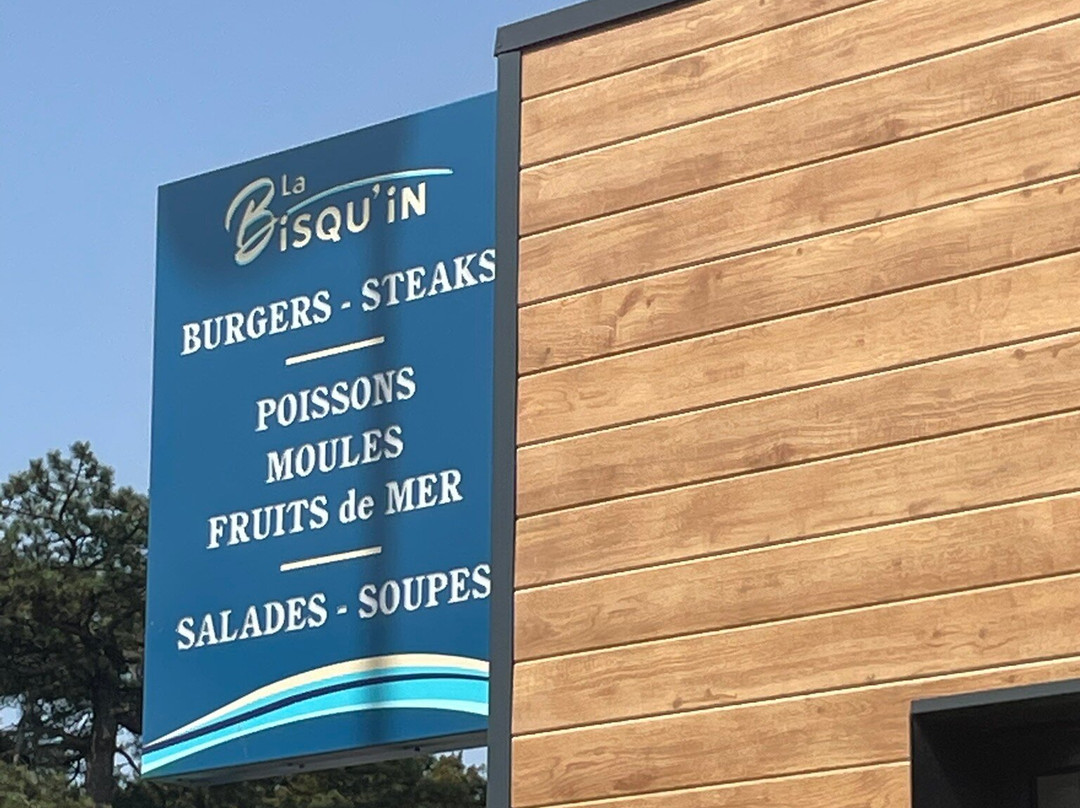 La
BiSQU'iN
BURGERS - STEAKS
POISSONS
MOULES
FRUITS de MER
SALADES - SOUPES